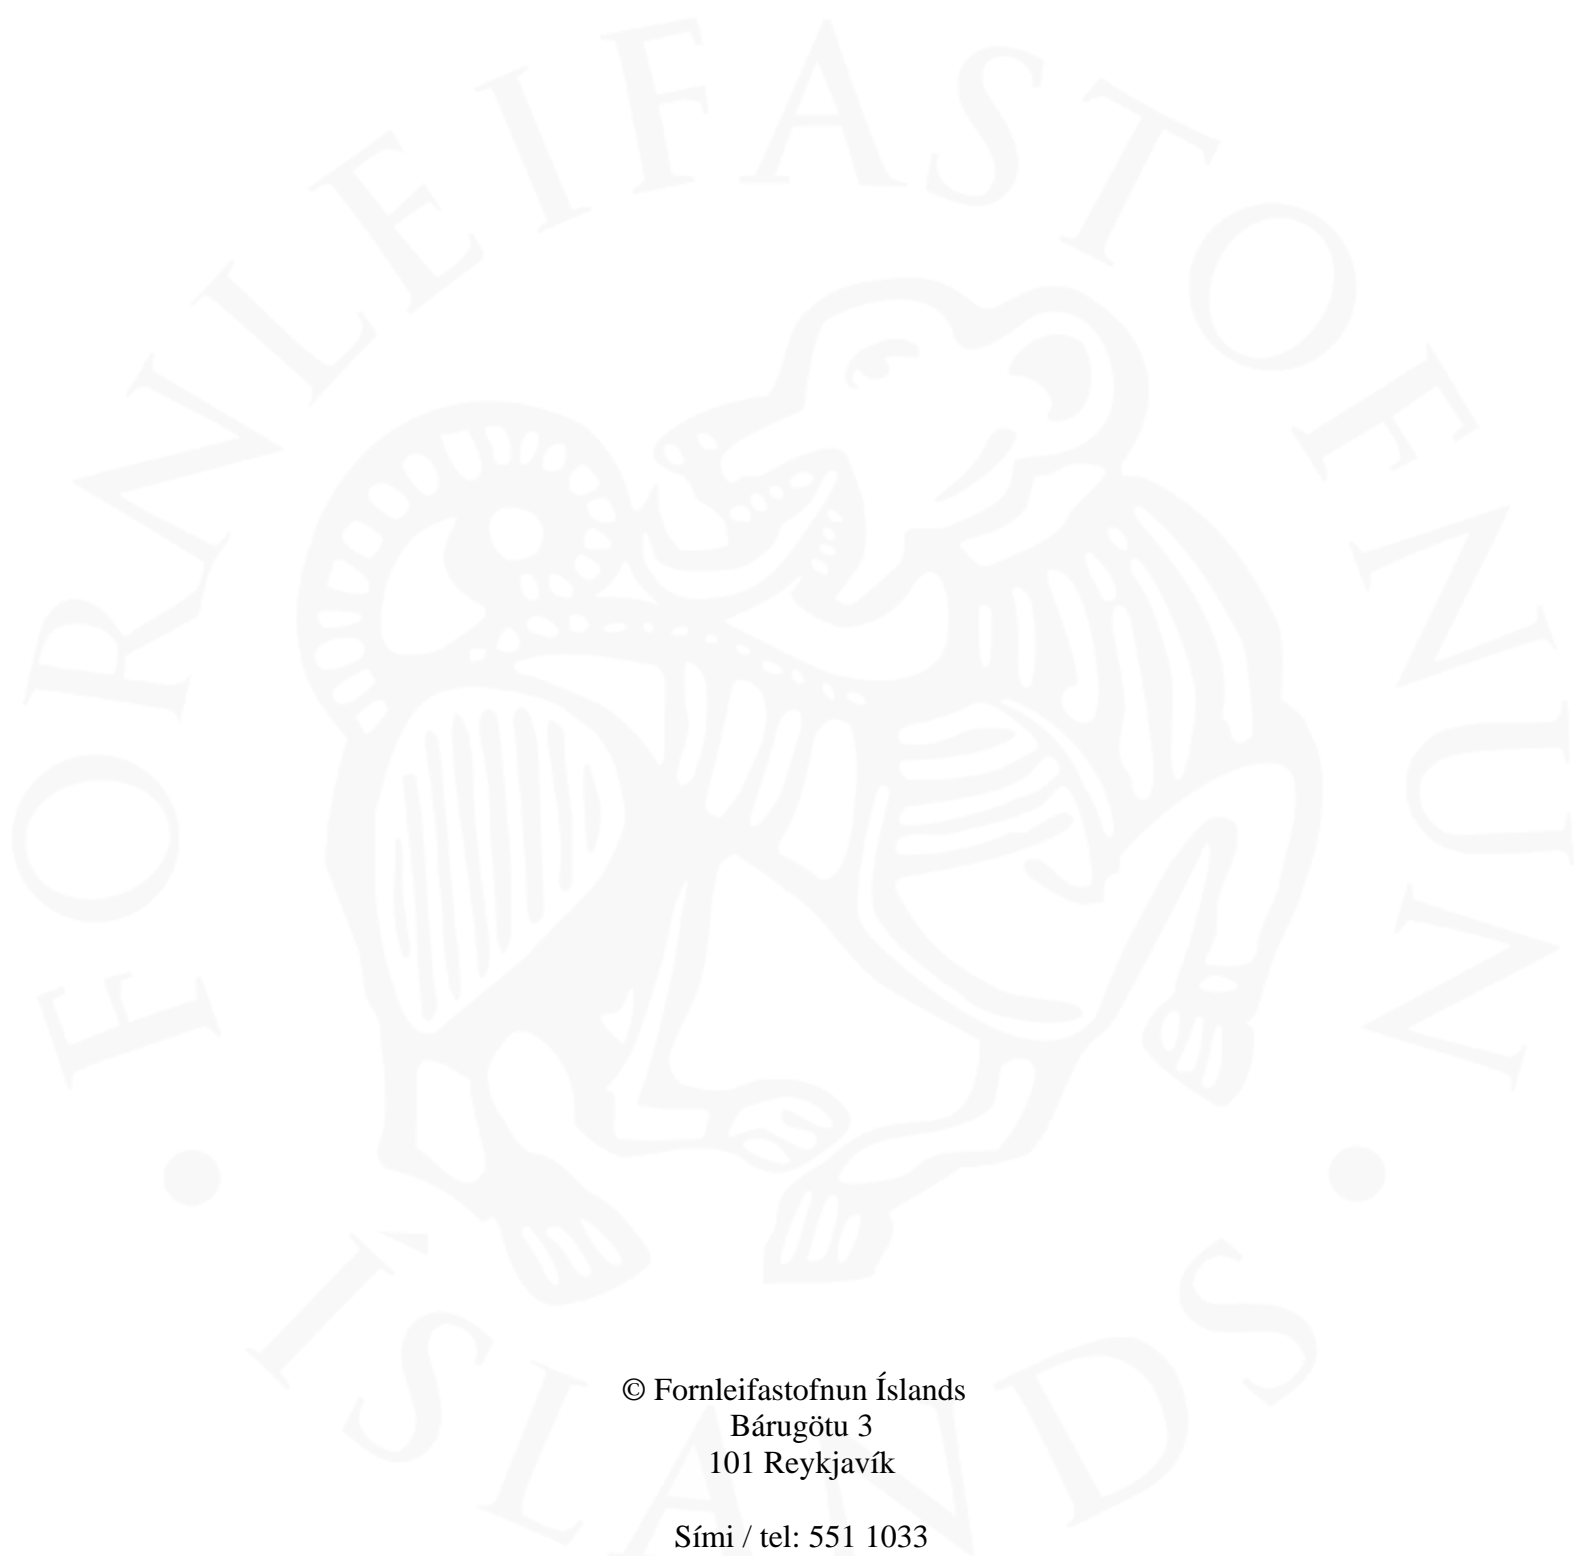 FORNLEIFASTOFNUN
ÍSLANDS
© Fornleifastofnun Íslands
Bárugötu 3
101 Reykjavík
Sími / tel: 551 1033